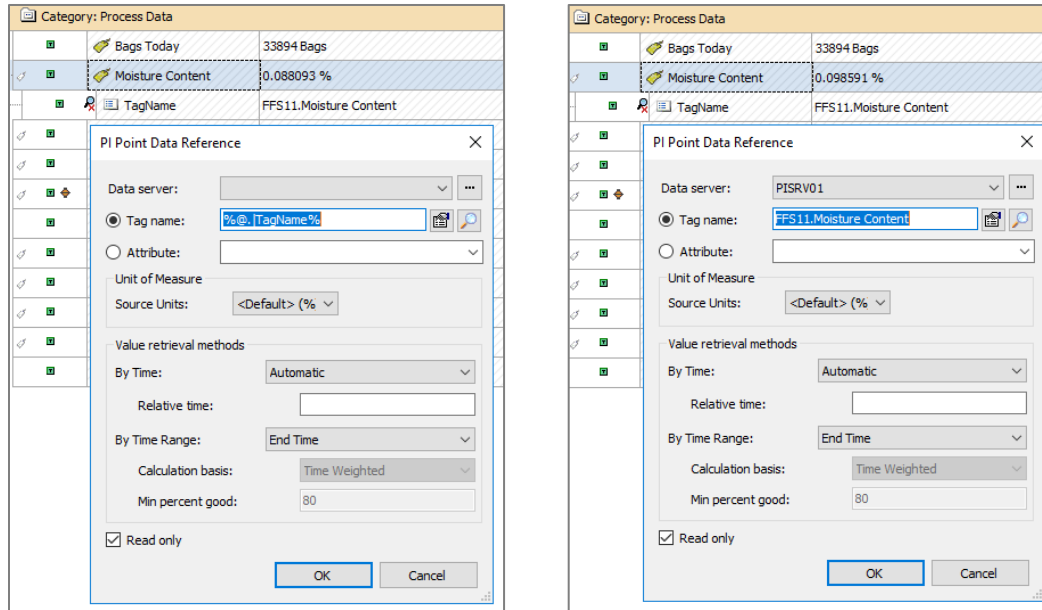 Category: Process Data
Bags Today 33894 Bags
Moisture Content 0.088093 %
TagName FFS11.Moisture Content
PI Point Data Reference
Data server:
Tag name: %@.|TagName%
Attribute:
Unit of Measure
Source Units: <Default> (%
Value retrieval methods
By Time: Automatic
Relative time:
By Time Range: End Time
Calculation basis: Time Weighted
Min percent good: 80
Read only
OK Cancel
Category: Process Data
Bags Today 33894 Bags
Moisture Content 0.098591 %
TagName FFS11.Moisture Content
PI Point Data Reference
Data server: PISRV01
Tag name: FFS11.Moisture Content
Attribute:
Unit of Measure
Source Units: <Default> (%
Value retrieval methods
By Time: Automatic
Relative time:
By Time Range: End Time
Calculation basis: Time Weighted
Min percent good: 80
Read only
OK Cancel